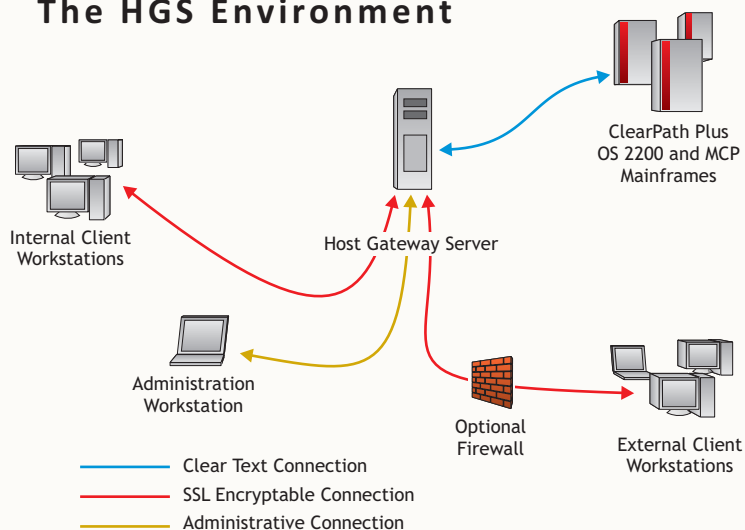 The HGS Environment
ClearPath Plus
OS 2200 and MCP
Mainframes
Internal Client
Workstations
Host Gateway Server
Administration
Workstation
Optional
Firewall
External Client
Workstations
Clear Text Connection
SSL Encryptable Connection
Administrative Connection